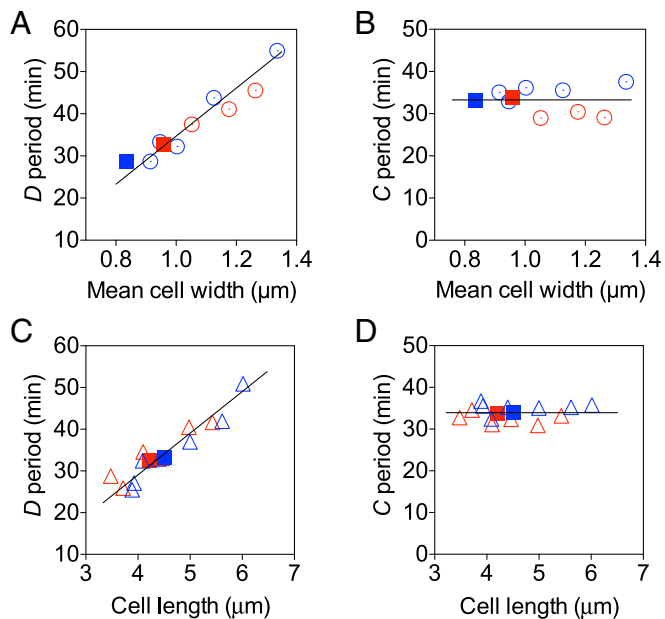 A
60
50
40
30
20
10
D period (min)
0.8 1.0 1.2 1.4
Mean cell width (µm)
B
50
40
30
20
10
0
C period (min)
0.8 1.0 1.2 1.4
Mean cell width (µm)
C
60
50
40
30
20
10
D period (min)
3 4 5 6 7
Cell length (µm)
D
50
40
30
20
10
0
C period (min)
3 4 5 6 7
Cell length (µm)